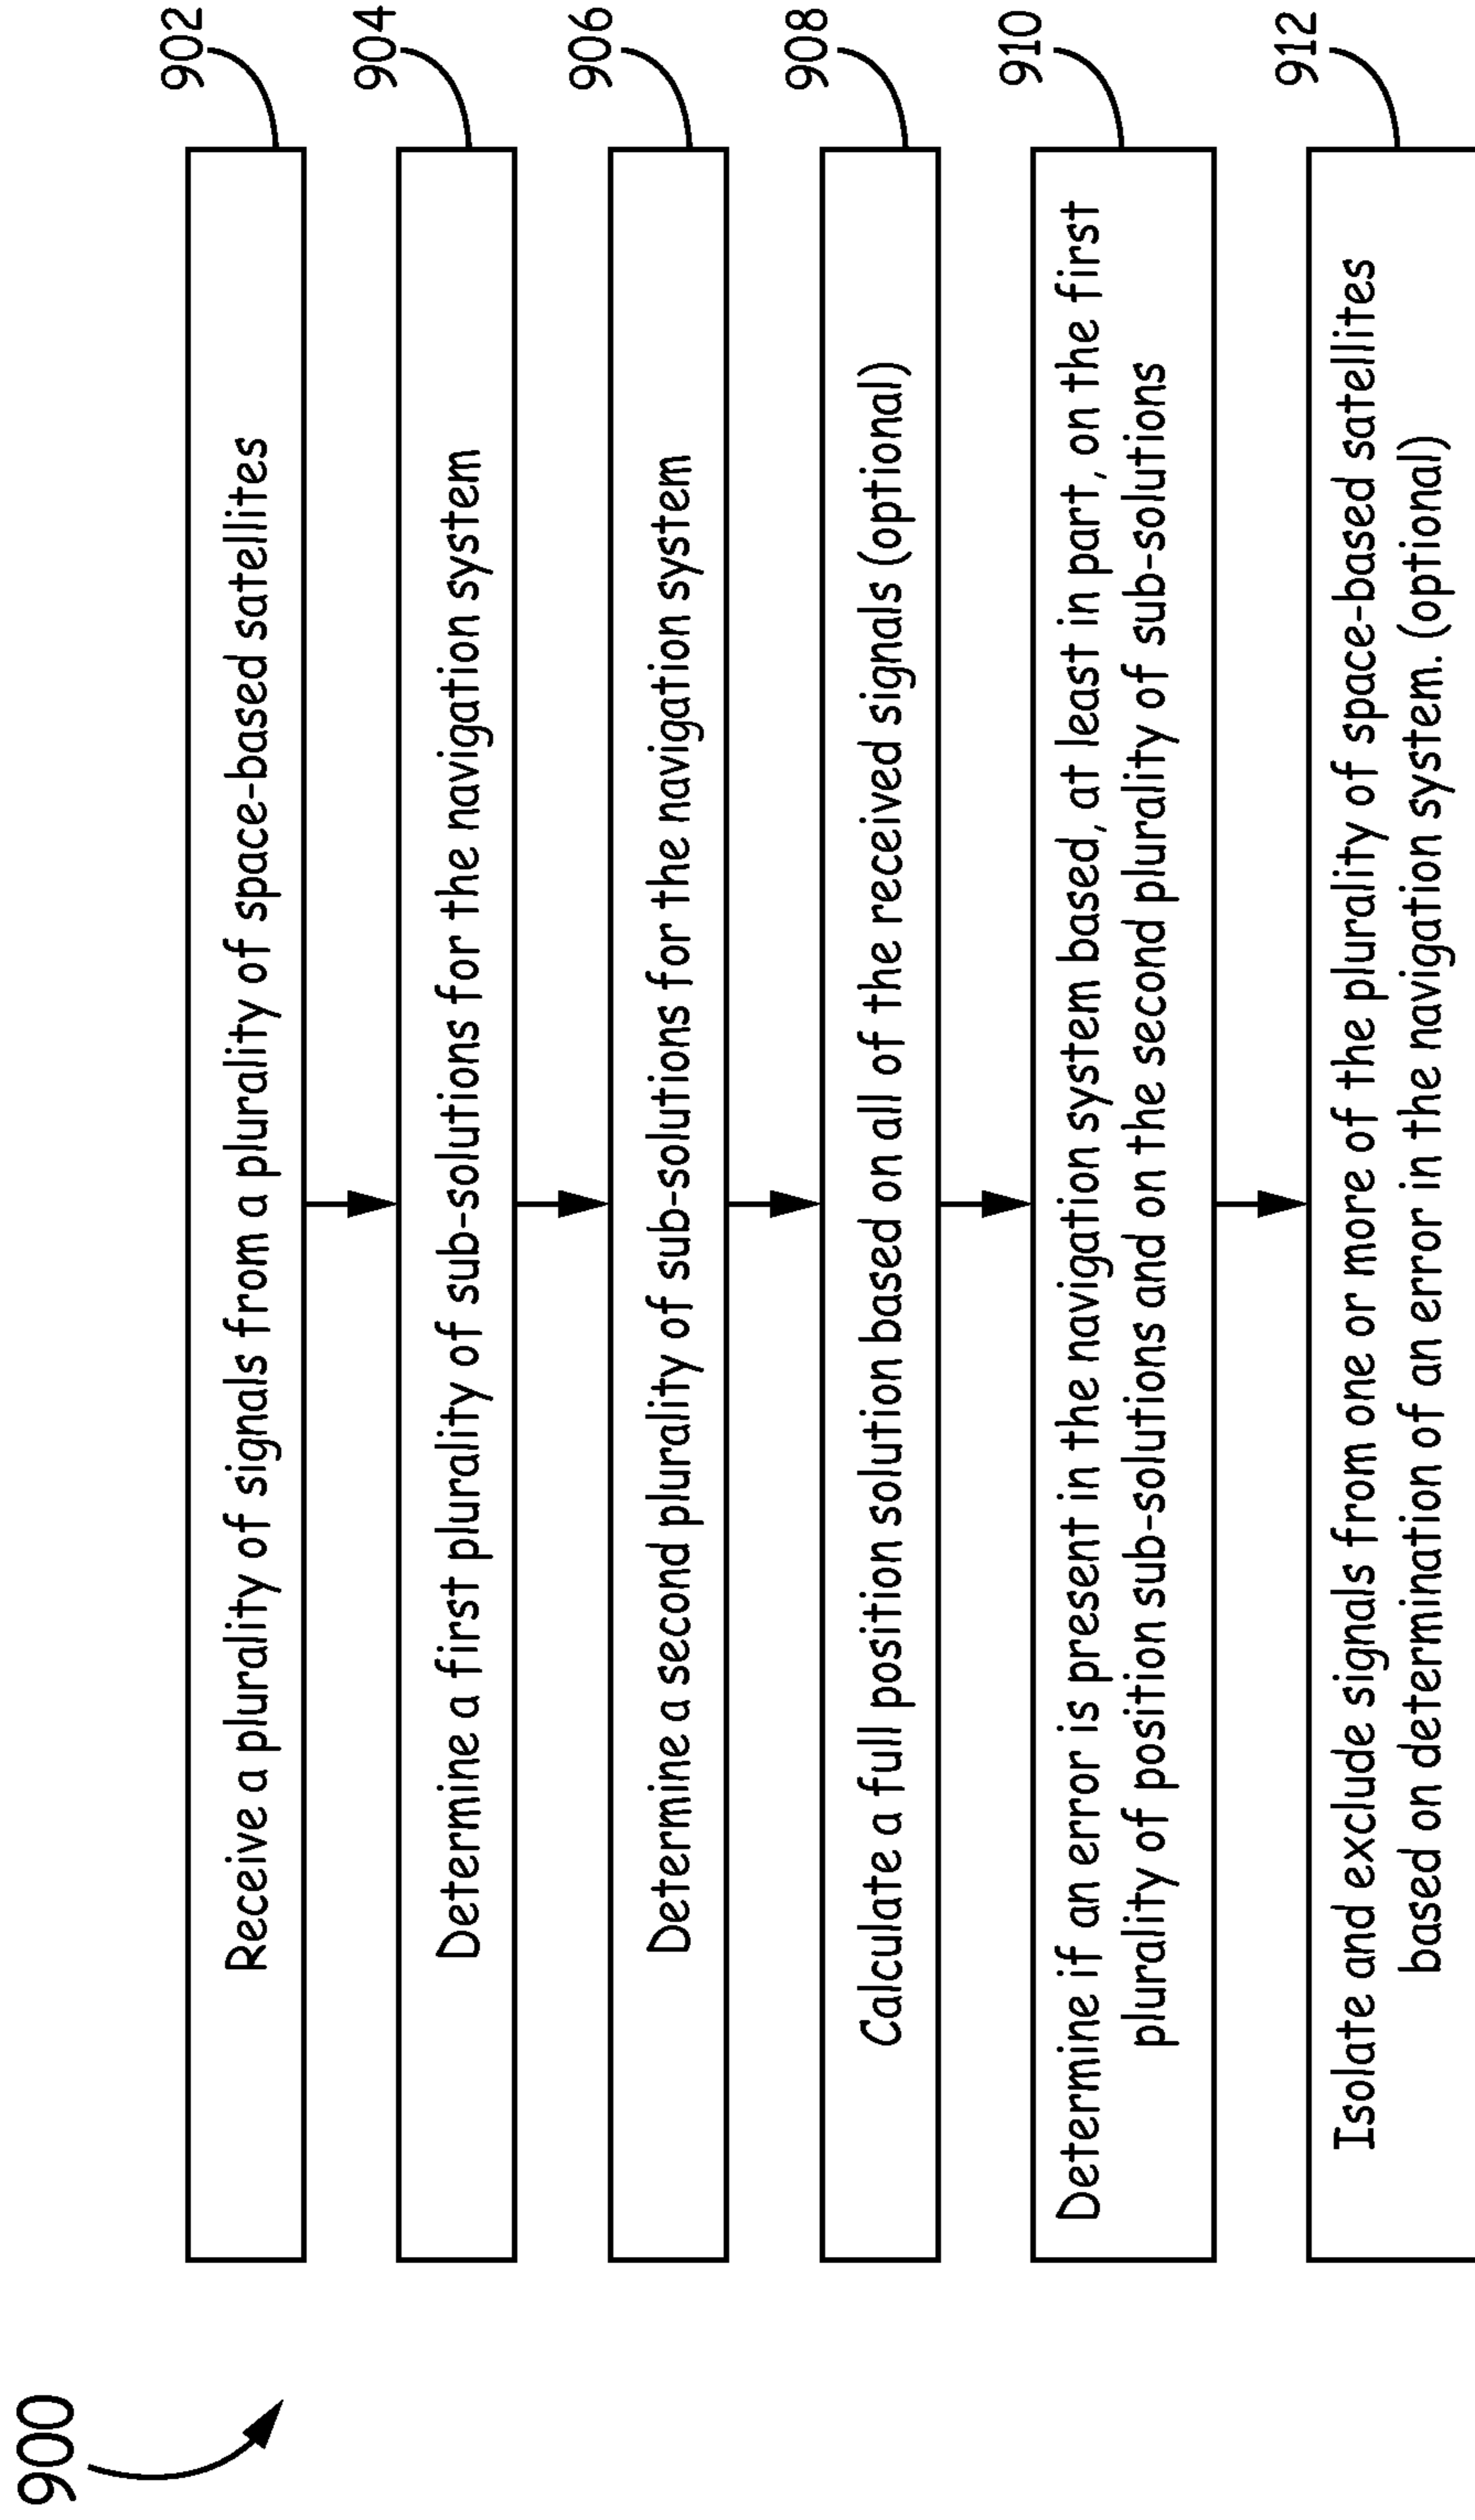 900
902
Receive a plurality of signals from a plurality of space-based satellites
904
Determine a first plurality of sub-solutions for the navigation system
906
Determine a second plurality of sub-solutions for the navigation system
908
Calculate a full position solution based on all of the received signals (optional)
910
Determine if an error is present in the navigation system based, at least in part, on the first
plurality of position sub-solutions and on the second plurality of sub-solutions
912
Isolate and exclude signals from one or more of the plurality of space-based satellites
based on determination of an error in the navigation system. (optional)